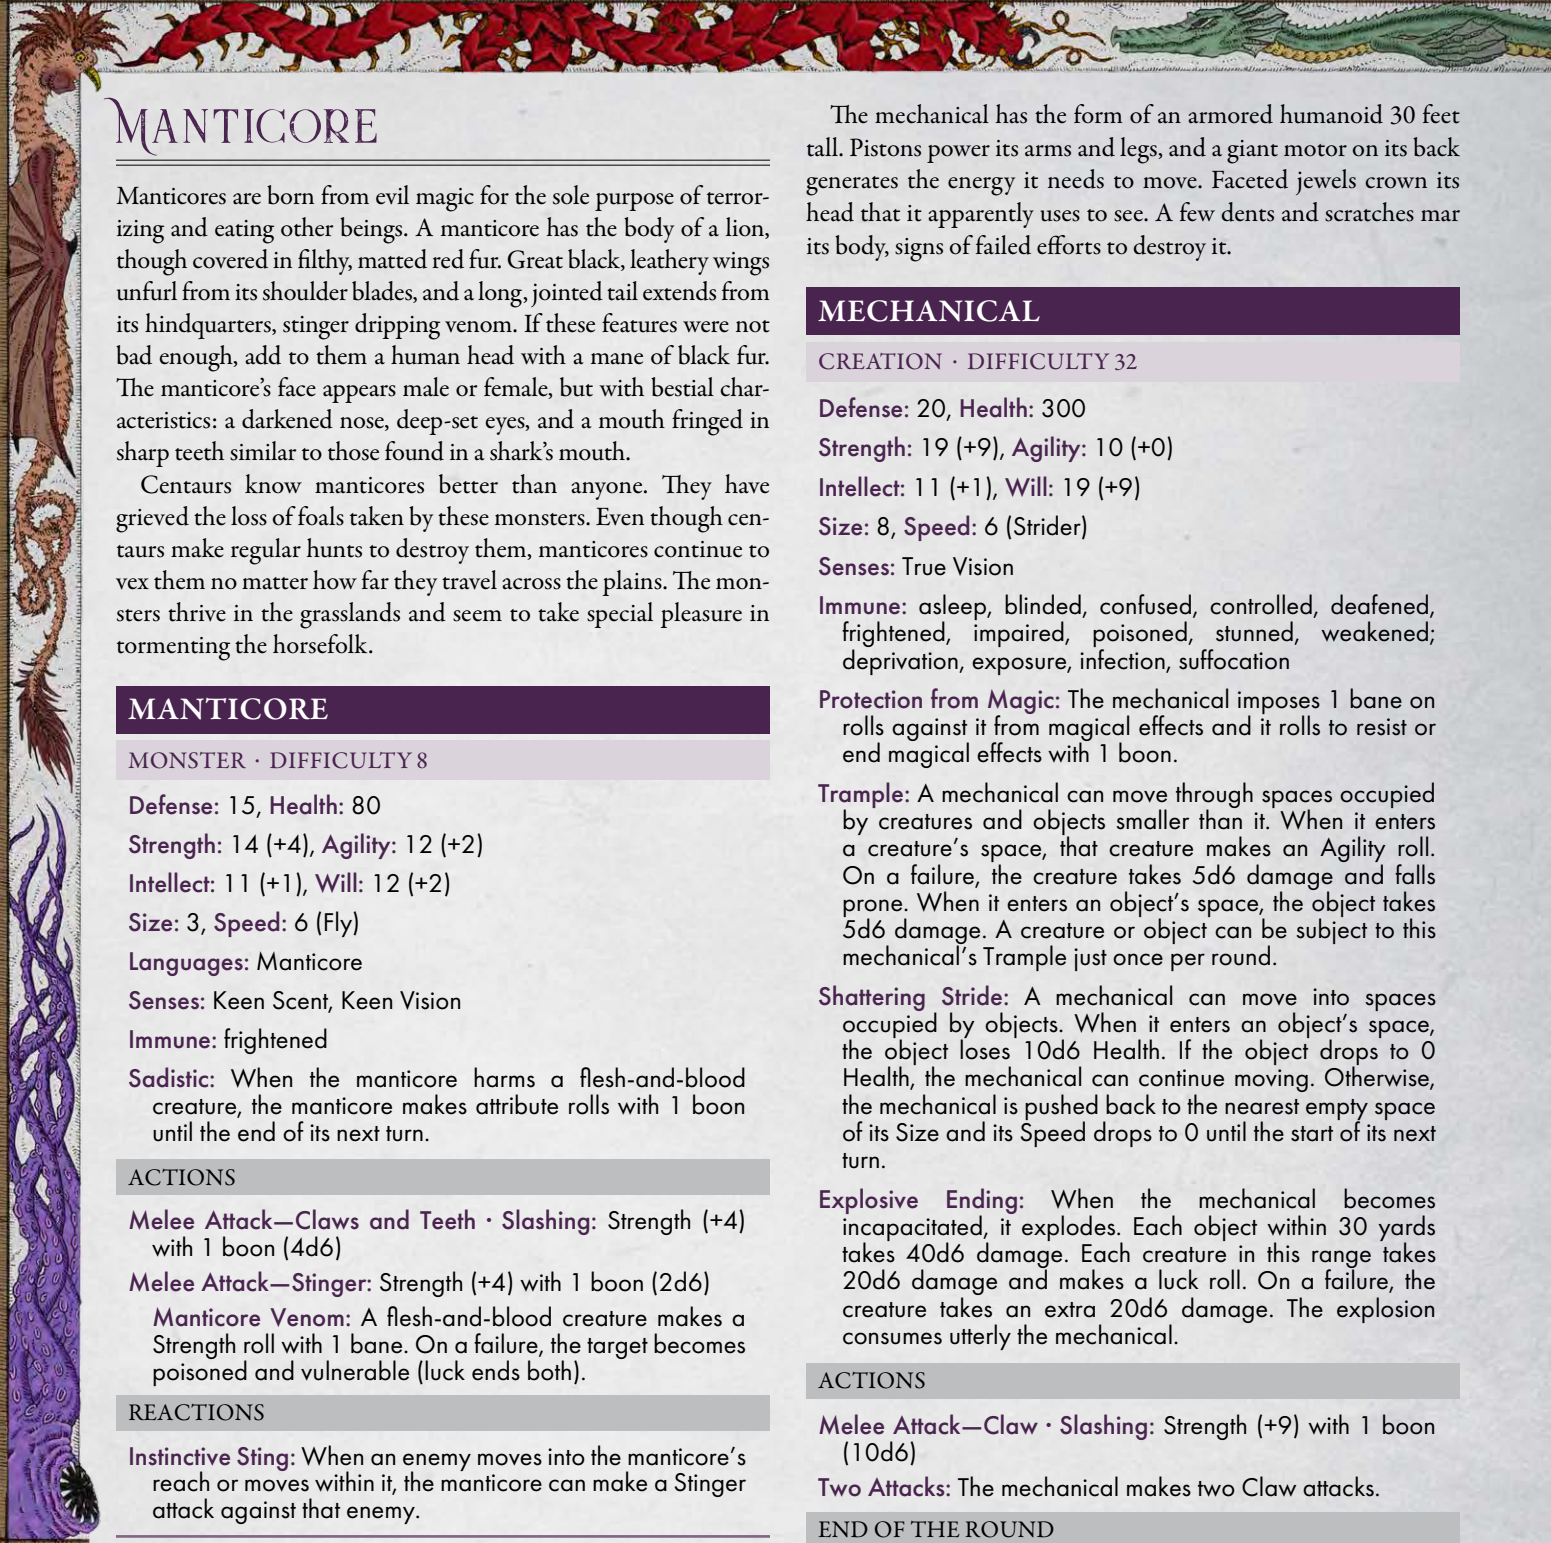 MANTICORE
Manticores are born from evil magic for the sole purpose of terror-
izing and eating other beings. A manticore has the body of a lion,
though covered in filthy, matted red fur. Great black, leathery wings
unfurl from its shoulder blades, and a long, jointed tail extends from
its hindquarters, stinger dripping venom. If these features were not
bad enough, add to them a human head with a mane of black fur.
The manticore's face appears male or female, but with bestial char-
acteristics: a darkened nose, deep-set eyes, and a mouth fringed in
sharp teeth similar to those found in a shark's mouth.
Centaurs know manticores better than anyone. They have
grieved the loss of foals taken by these monsters. Even though cen-
taurs make regular hunts to destroy them, manticores continue to
vex them no matter how far they travel across the plains. The mon-
sters thrive in the grasslands and seem to take special pleasure in
tormenting the horsefolk.
MANTICORE
MONSTER · DIFFICULTY 8
Defense: 15, Health: 80
Strength: 14 (+4), Agility: 12 (+2)
Intellect: 11 (+1), Will: 12 (+2)
Size: 3, Speed: 6 (Fly)
Languages: Manticore
Senses: Keen Scent, Keen Vision
Immune: frightened
Sadistic: When the manticore harms a flesh-and-blood
creature, the manticore makes attribute rolls with 1 boon
until the end of its next turn.
ACTIONS
Melee Attack—Claws and Teeth · Slashing: Strength (+4)
with 1 boon (4d6)
Melee Attack—Stinger: Strength (+4) with 1 boon (2d6)
Manticore Venom: A flesh-and-blood creature makes a
Strength roll with 1 bane. On a failure, the target becomes
poisoned and vulnerable (luck ends both).
REACTIONS
Instinctive Sting: When an enemy moves into the manticore's
reach or moves within it, the manticore can make a Stinger
attack against that enemy.
The mechanical has the form of an armored humanoid 30 feet
tall. Pistons power its arms and legs, and a giant motor on its back
generates the energy it needs to move. Faceted jewels crown its
head that it apparently uses to see. A few dents and scratches mar
its body, signs of failed efforts to destroy it.
MECHANICAL
CREATION · DIFFICULTY 32
Defense: 20, Health: 300
Strength: 19 (+9), Agility: 10 (+0)
Intellect: 11 (+1), Will: 19 (+9)
Size: 8, Speed: 6 (Strider)
Senses: True Vision
Immune: asleep, blinded, confused, controlled, deafened,
frightened, impaired, poisoned, stunned, weakened;
deprivation, exposure, infection, suffocation
Protection from Magic: The mechanical imposes 1 bane on
rolls against it from magical effects and it rolls to resist or
end magical effects with 1 boon.
Trample: A mechanical can move through spaces occupied
by creatures and objects smaller than it. When it enters
a creature's space, that creature makes an Agility roll.
On a failure, the creature takes 5d6 damage and falls
prone. When it enters an object's space, the object takes
5d6 damage. A creature or object can be subject to this
mechanical's Trample just once per round.
Shattering Stride: A mechanical can move into spaces
occupied by objects. When it enters an object's space,
the object loses 10d6 Health. If the object drops to 0
Health, the mechanical can continue moving. Otherwise,
the mechanical is pushed back to the nearest empty space
of its Size and its Speed drops to 0 until the start of its next
turn.
Explosive Ending: When the mechanical becomes
incapacitated, it explodes. Each object within 30 yards
takes 40d6 damage. Each creature in this range takes
20d6 damage and makes a luck roll. On a failure, the
creature takes an extra 20d6 damage. The explosion
consumes utterly the mechanical.
ACTIONS
Melee Attack—Claw · Slashing: Strength (+9) with 1 boon
(10d6)
Two Attacks: The mechanical makes two Claw attacks.
END OF THE ROUND